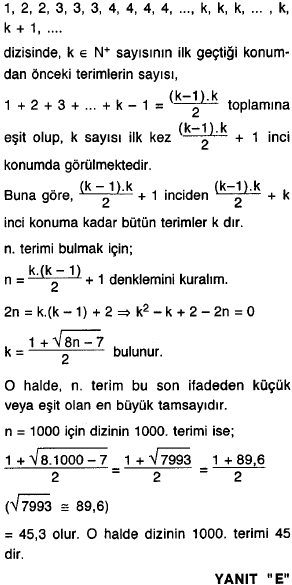 1, 2, 2, 3, 3, 3, 4, 4, 4, 4, ..., k, k, k, ... , k,
k + 1, ....
dizisinde, k ∈ N⁺ sayısının ilk geçtiği konum-
dan önceki terimlerin sayısı,
1 + 2 + 3 + ... + k - 1 = (k-1).k/2 toplamına
eşit olup, k sayısı ilk kez (k-1).k/2 + 1 inci
konumda görülmektedir.
Buna göre, (k - 1).k/2 + 1 inciden (k-1).k/2 + k
inci konuma kadar bütün terimler k dır.
n. terimi bulmak için;
n = k.(k - 1)/2 + 1 denklemini kuralım.
2n = k.(k - 1) + 2 ⇒ k² - k + 2 - 2n = 0
k = (1 + √(8n - 7))/2 bulunur.
O halde, n. terim bu son ifadeden küçük
veya eşit olan en büyük tamsayıdır.
n = 1000 için dizinin 1000. terimi ise;
(1 + √(8.1000 - 7))/2 = (1 + √7993)/2 = (1 + 89,6)/2
(√7993 ≅ 89,6)
= 45,3 olur. O halde dizinin 1000. terimi 45
dir.
YANIT "E"